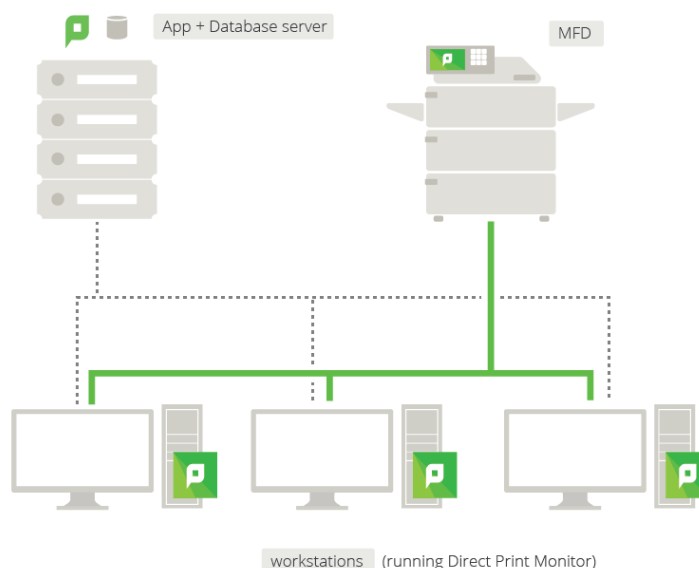 App + Database server
MFD
workstations (running Direct Print Monitor)